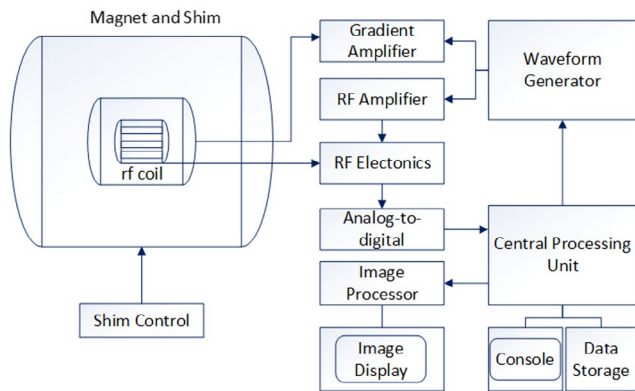 Magnet and Shim
rf coil
Shim Control
Gradient
Amplifier
RF Amplifier
RF Electonics
Analog-to-
digital
Image
Processor
Image
Display
Waveform
Generator
Central Processing
Unit
Console
Data
Storage